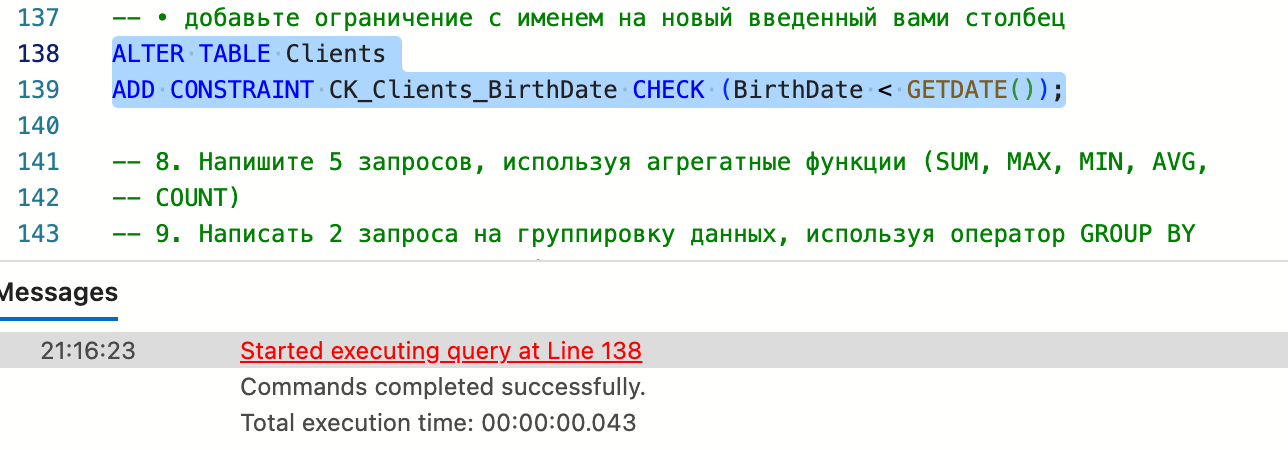 137 -- • добавьте ограничение с именем на новый введенный вами столбец
138 ALTER TABLE Clients
139 ADD CONSTRAINT CK_Clients_BirthDate CHECK (BirthDate < GETDATE());
140
141 -- 8. Напишите 5 запросов, используя агрегатные функции (SUM, MAX, MIN, AVG,
142 -- COUNT)
143 -- 9. Написать 2 запроса на группировку данных, используя оператор GROUP BY
Messages
21:16:23 Started executing query at Line 138
Commands completed successfully.
Total execution time: 00:00:00.043